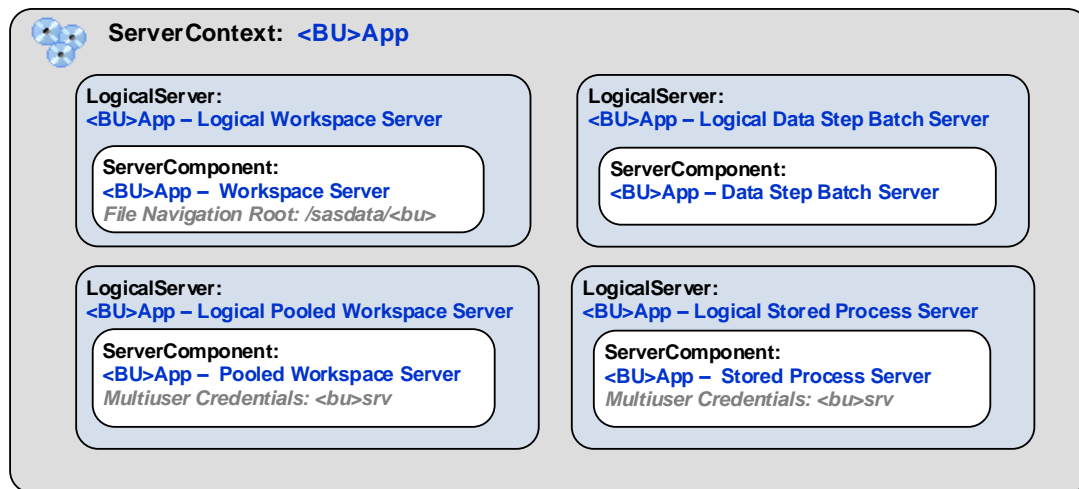 ServerContext: <BU>App
LogicalServer:
<BU>App – Logical Workspace Server
ServerComponent:
<BU>App – Workspace Server
File Navigation Root: /sasdata/<bu>
LogicalServer:
<BU>App – Logical Data Step Batch Server
ServerComponent:
<BU>App – Data Step Batch Server
LogicalServer:
<BU>App – Logical Pooled Workspace Server
ServerComponent:
<BU>App – Pooled Workspace Server
Multiuser Credentials: <bu>srv
LogicalServer:
<BU>App – Logical Stored Process Server
ServerComponent:
<BU>App – Stored Process Server
Multiuser Credentials: <bu>srv